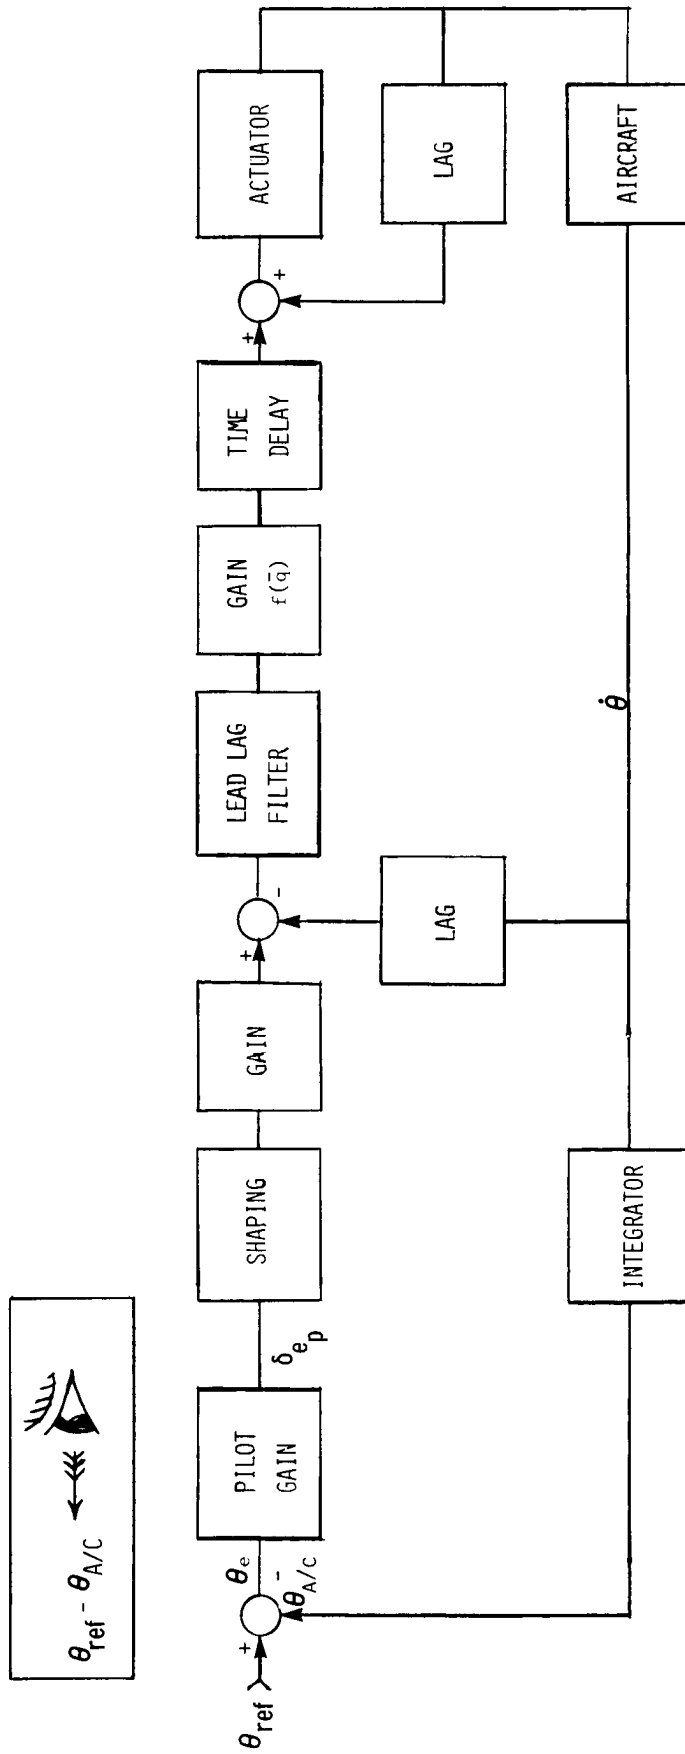 θref - θA/C
θref
+
-
θA/C
θe
PILOT
GAIN
δep
SHAPING
GAIN
+
-
LEAD LAG
FILTER
GAIN
f(q̄)
TIME
DELAY
+
+
ACTUATOR
LAG
LAG
INTEGRATOR
θ̇
AIRCRAFT